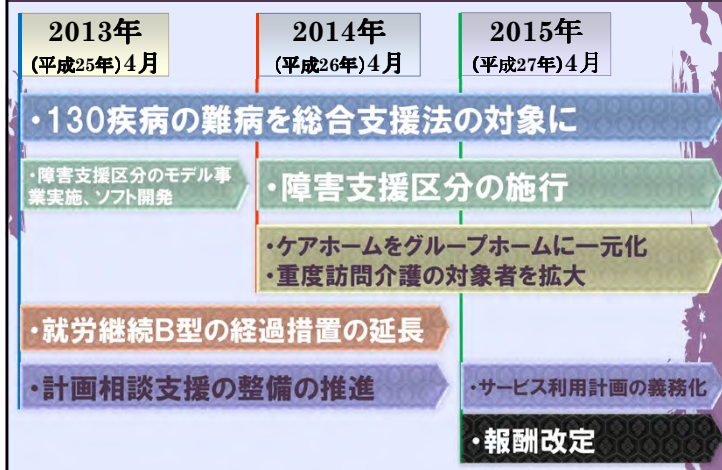 2013年
(平成25年)4月
2014年
(平成26年)4月
2015年
(平成27年)4月
・130疾病の難病を総合支援法の対象に
・障害支援区分のモデル事
業実施、ソフト開発
・障害支援区分の施行
・ケアホームをグループホームに一元化
・重度訪問介護の対象者を拡大
・就労継続B型の経過措置の延長
・計画相談支援の整備の推進
・サービス利用計画の義務化
・報酬改定